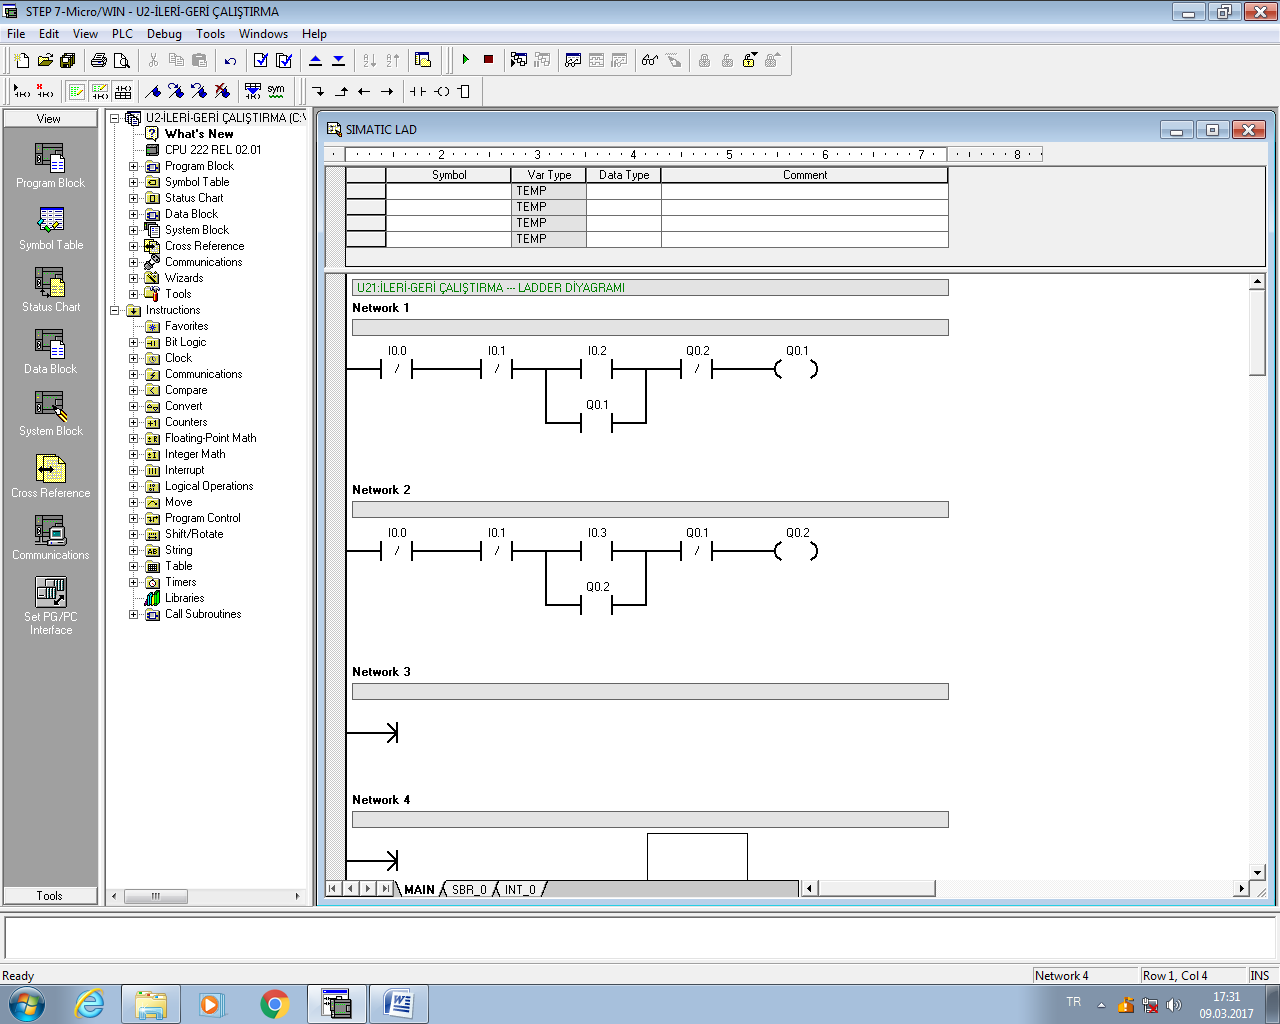 STEP 7-Micro/WIN - U2-İLERİ-GERİ ÇALIŞTIRMA
File Edit View PLC Debug Tools Windows Help
View
Program Block
Symbol Table
Status Chart
Data Block
System Block
Cross Reference
Communications
Set PG/PC
Interface
Tools
U2-İLERİ-GERİ ÇALIŞTIRMA (C:\
What's New
CPU 222 REL 02.01
Program Block
Symbol Table
Status Chart
Data Block
System Block
Cross Reference
Communications
Wizards
Tools
Instructions
Favorites
Bit Logic
Clock
Communications
Compare
Convert
Counters
Floating-Point Math
Integer Math
Interrupt
Logical Operations
Move
Program Control
Shift/Rotate
String
Table
Timers
Libraries
Call Subroutines
SIMATIC LAD
2 3 4 5 6 7 8
Symbol Var Type Data Type Comment
TEMP
TEMP
TEMP
TEMP
U21:İLERİ-GERİ ÇALIŞTIRMA --- LADDER DİYAGRAMI
Network 1
I0.0 I0.1 I0.2 Q0.2 Q0.1
Q0.1
Network 2
I0.0 I0.1 I0.3 Q0.1 Q0.2
Q0.2
Network 3
Network 4
MAIN SBR_0 INT_0
Ready
Network 4 Row 1, Col 4 INS
TR
17:31
09.03.2017